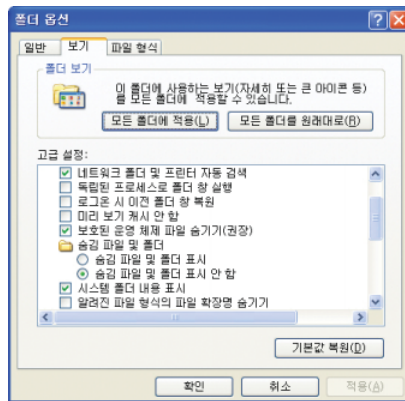 폴더 옵션
일반 보기 파일 형식
폴더 보기
이 폴더에 사용하는 보기(자세히 또는 큰 아이콘 등)
를 모든 폴더에 적용할 수 있습니다.
모든 폴더에 적용(L) 모든 폴더를 원래대로(R)
고급 설정:
네트워크 폴더 및 프린터 자동 검색
독립된 프로세스로 폴더 창 실행
로그온 시 이전 폴더 창 복원
미리 보기 캐시 안 함
보호된 운영 체제 파일 숨기기(권장)
숨김 파일 및 폴더
숨김 파일 및 폴더 표시
숨김 파일 및 폴더 표시 안 함
시스템 폴더 내용 표시
알려진 파일 형식의 파일 확장명 숨기기
기본값 복원(D)
확인 취소 적용(A)